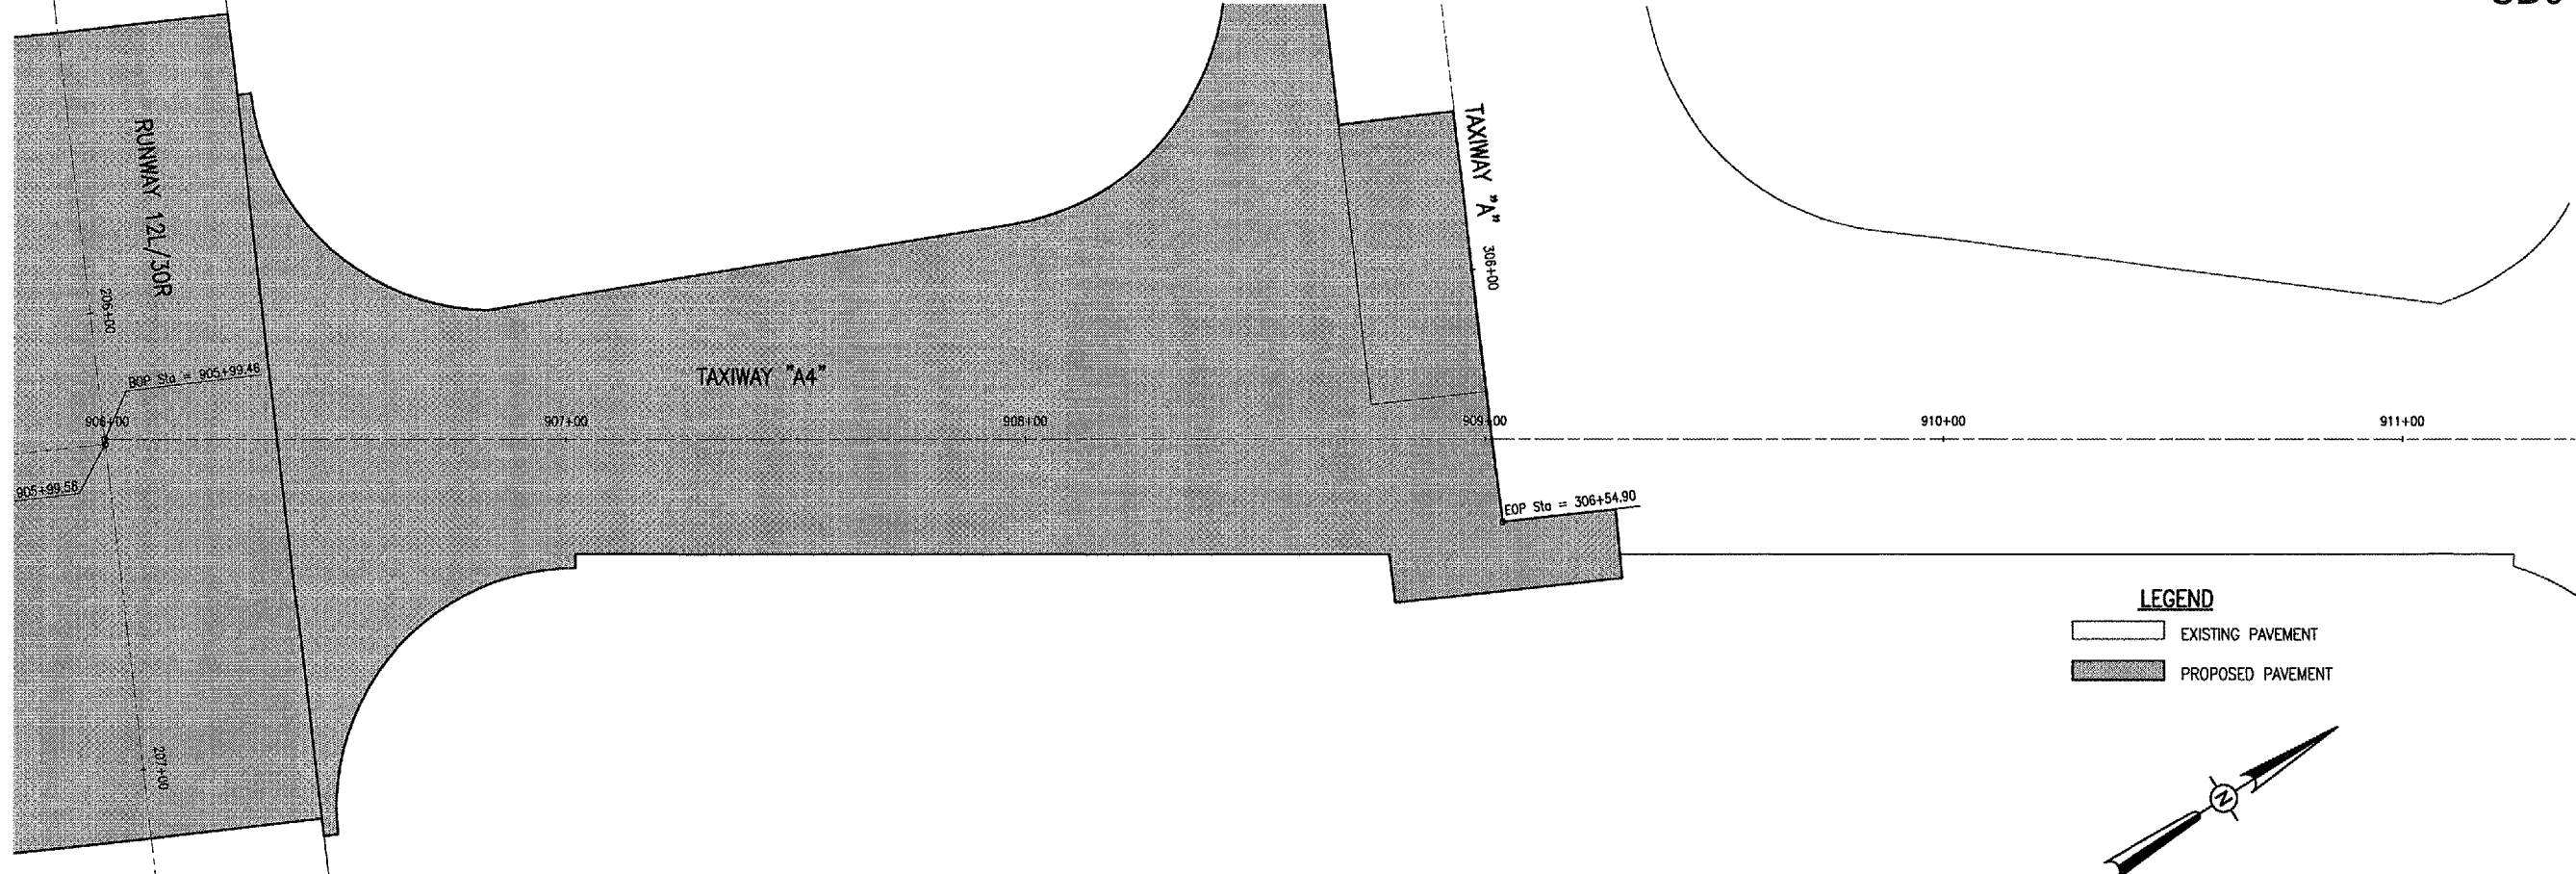 RUNWAY 12L/30R
206+00
BOP Sta = 905+99.46
906+00
905+99.58
207+00
TAXIWAY "A4"
907+00
908+00
909+00
910+00
911+00
TAXIWAY "A"
306+00
EOP Sta = 306+54.90
LEGEND
EXISTING PAVEMENT
PROPOSED PAVEMENT
N